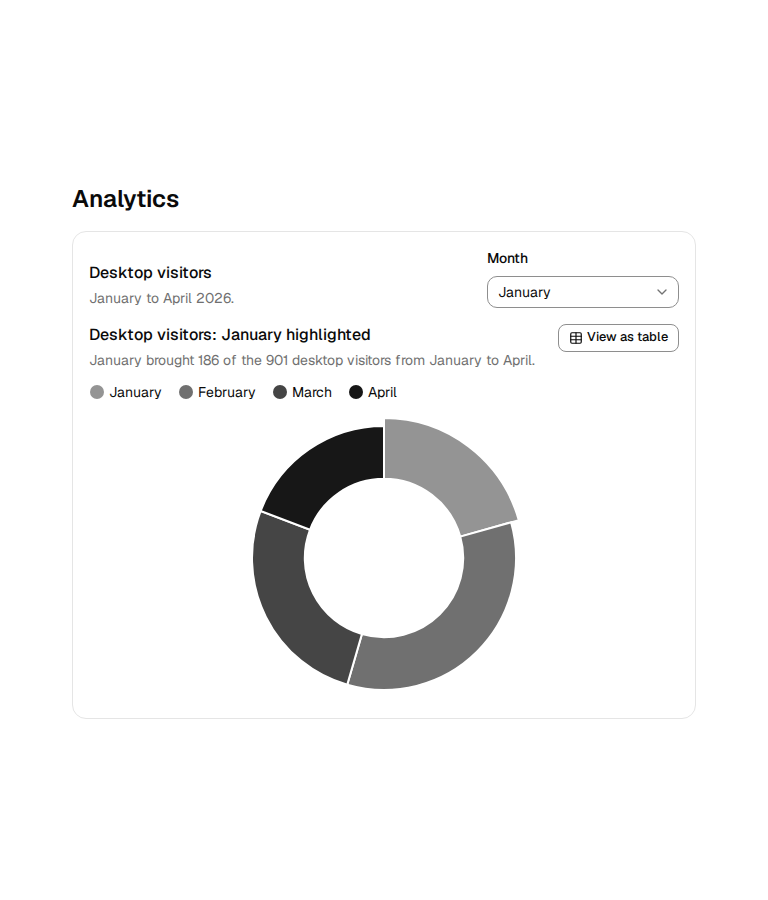 Analytics
Desktop visitors
January to April 2026.
Month
January
Desktop visitors: January highlighted
January brought 186 of the 901 desktop visitors from January to April.
View as table
January February March April